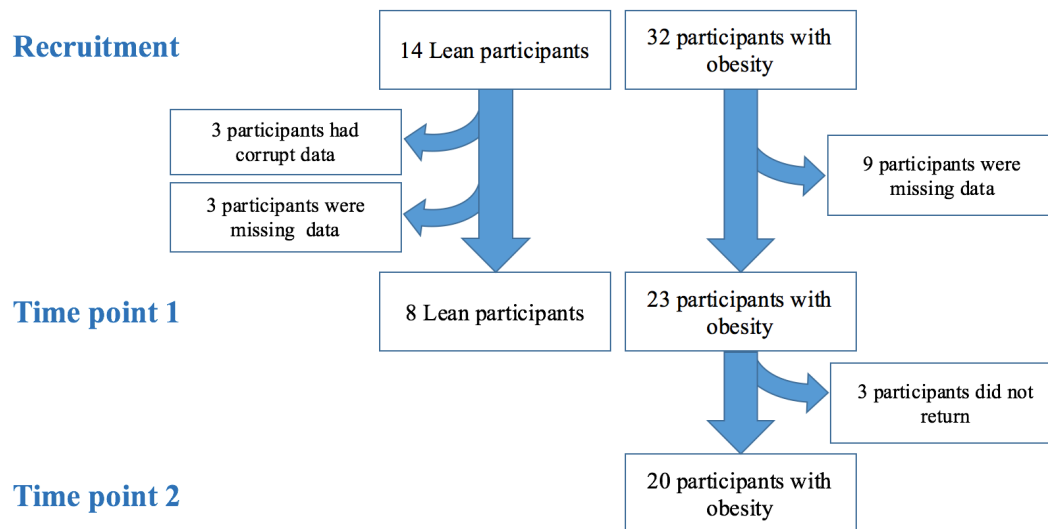 Recruitment
14 Lean participants
32 participants with
obesity
3 participants had
corrupt data
9 participants were
missing data
3 participants were
missing data
Time point 1
8 Lean participants
23 participants with
obesity
3 participants did not
return
Time point 2
20 participants with
obesity